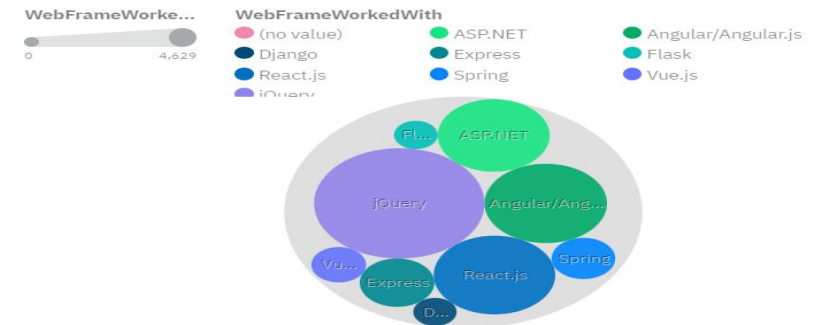 WebFrameWorke... WebFrameWorkedWith
(no value) ASP.NET Angular/Angular.js
0 4,629 Django Express Flask
React.js Spring Vue.js
jQuery
Fl... ASP.NET
jQuery Angular/Ang...
Vu... Express React.js Spring
D...